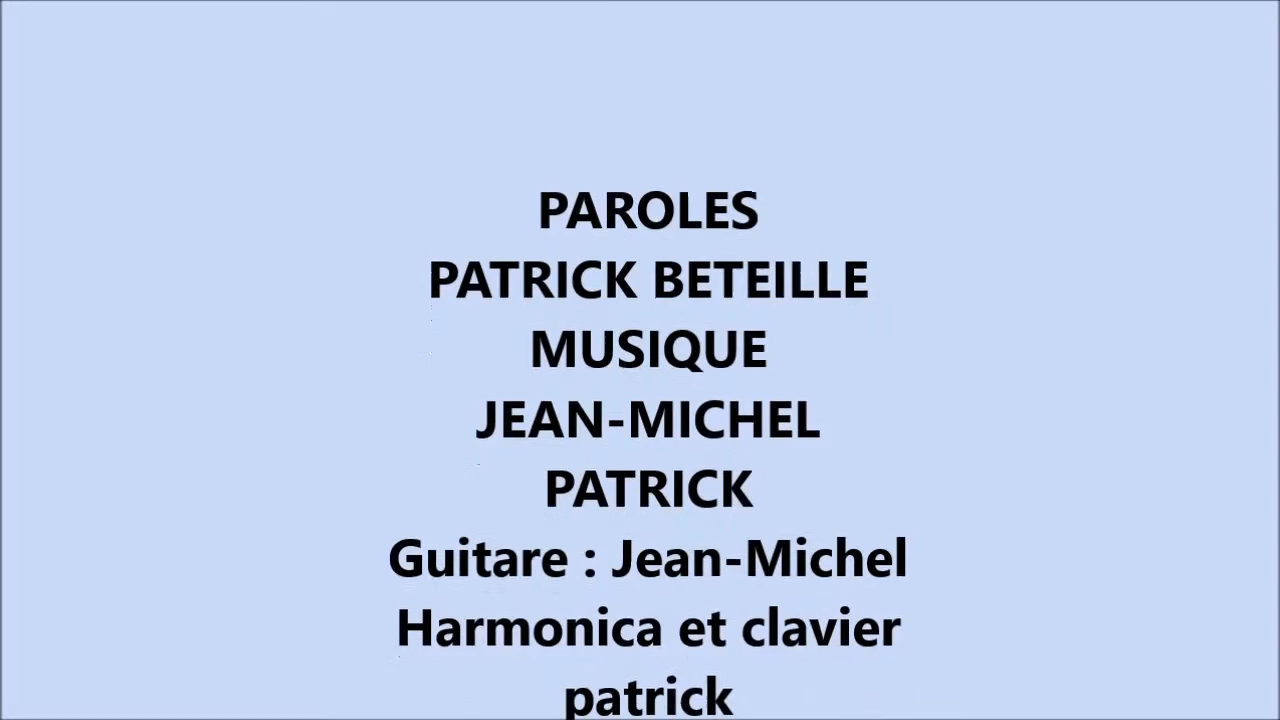 PAROLES
PATRICK BETEILLE
MUSIQUE
JEAN-MICHEL
PATRICK
Guitare : Jean-Michel
Harmonica et clavier
patrick